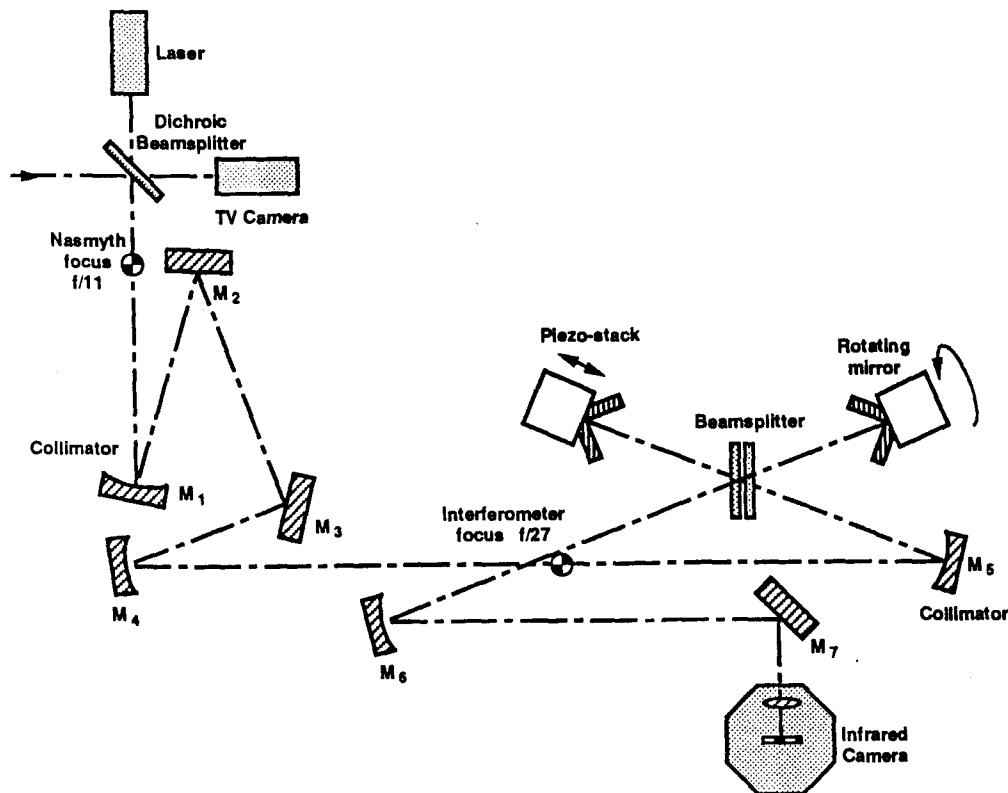 Laser
Dichroic
Beamsplitter
TV Camera
Nasmyth
focus
f/11
M2
Piezo-stack
Rotating
mirror
Beamsplitter
Collimator
M1
M3
Interferometer
focus f/27
M4
M5
Collimator
M6
M7
Infrared
Camera